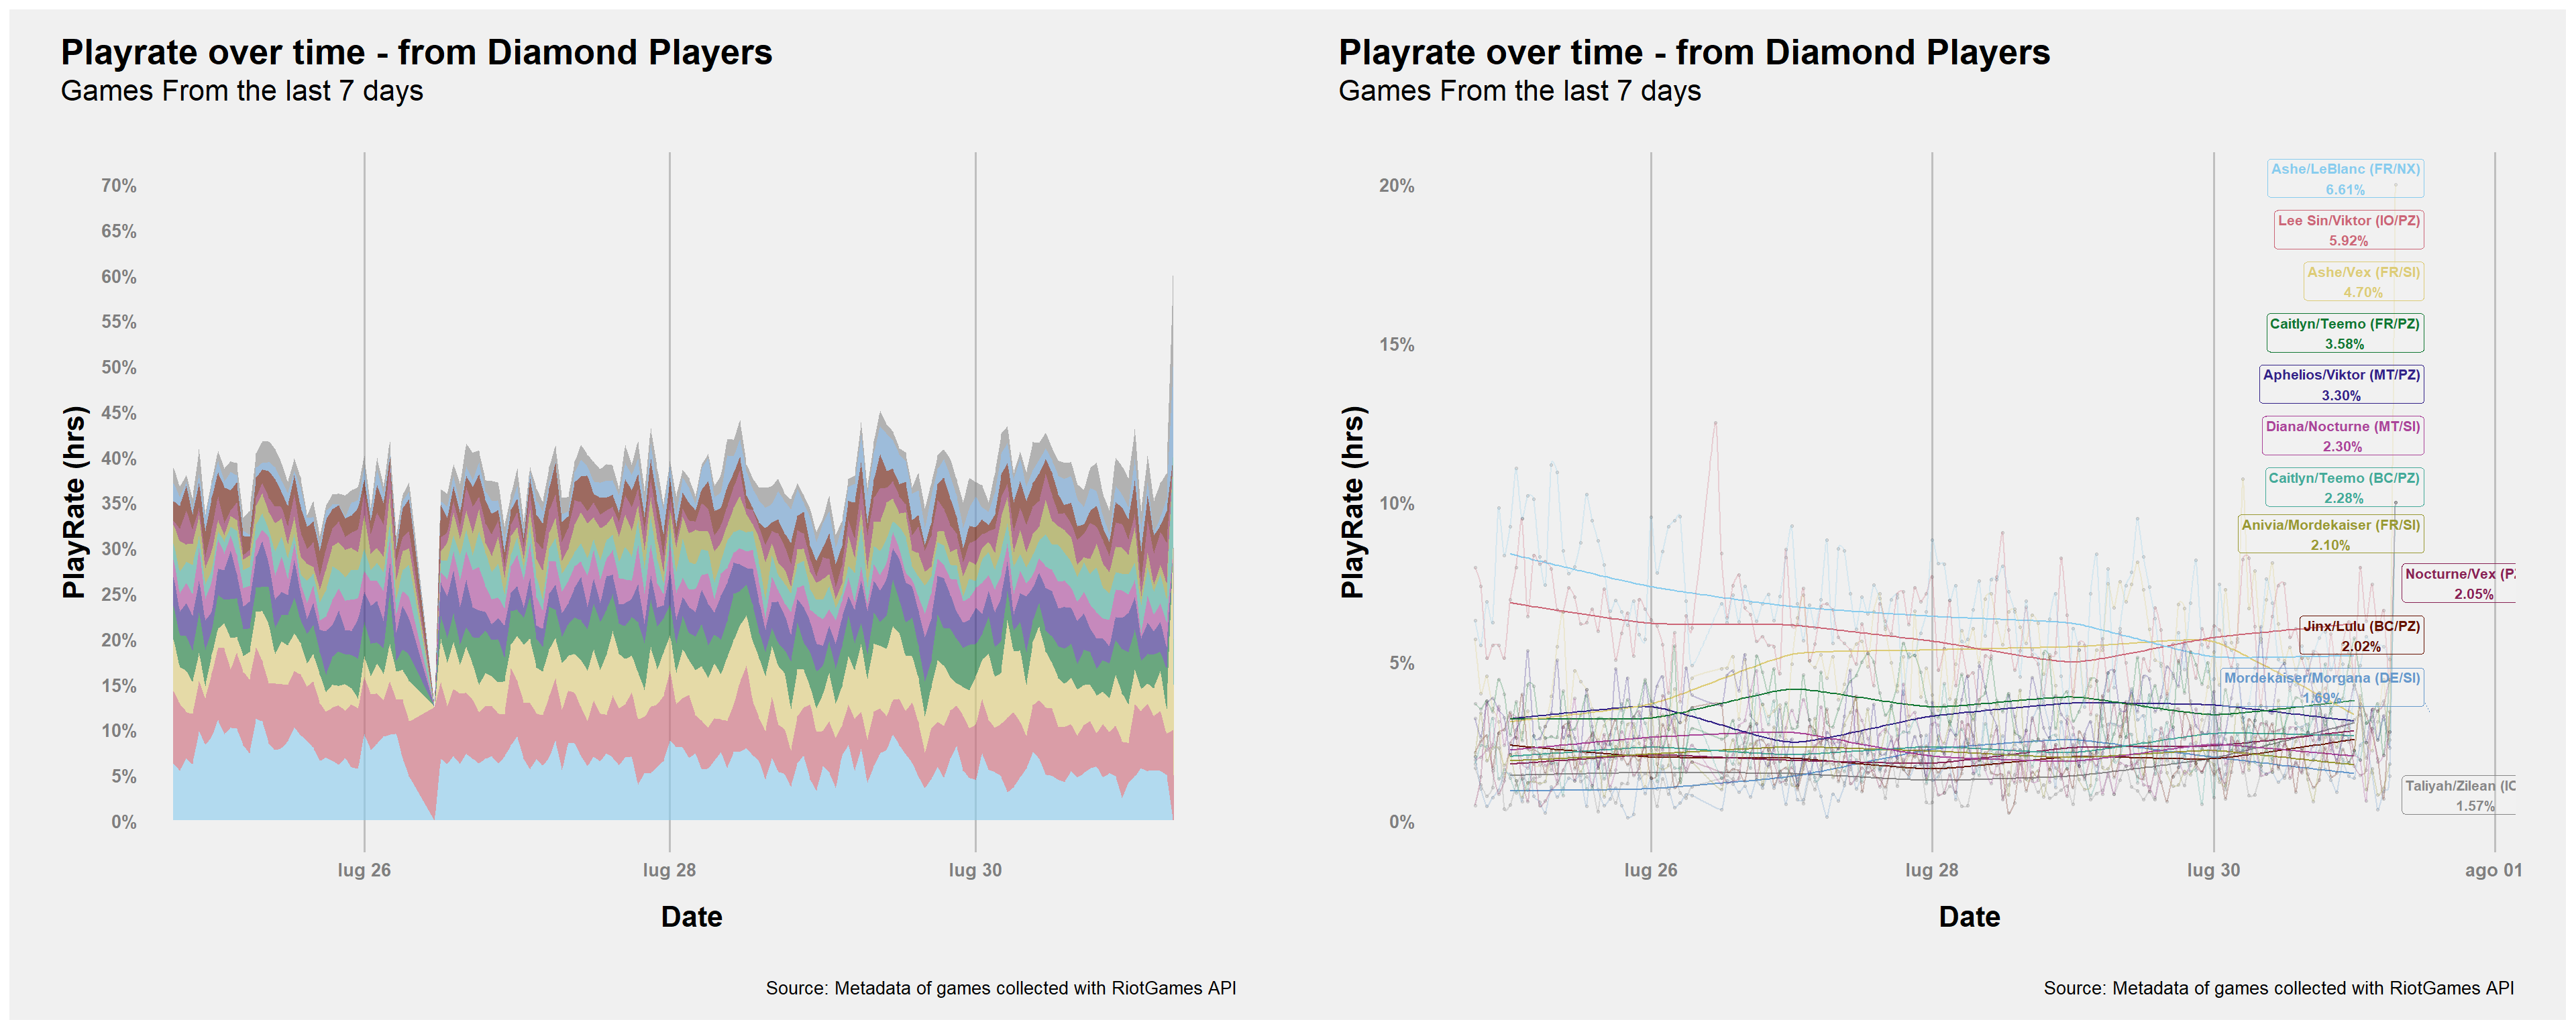 Playrate over time - from Diamond Players
Games From the last 7 days
PlayRate (hrs)
70%
65%
60%
55%
50%
45%
40%
35%
30%
25%
20%
15%
10%
5%
0%
lug 26
lug 28
lug 30
Date
Source: Metadata of games collected with RiotGames API
Playrate over time - from Diamond Players
Games From the last 7 days
PlayRate (hrs)
20%
15%
10%
5%
0%
Ashe/LeBlanc (FR/NX)
6.61%
Lee Sin/Viktor (IO/PZ)
5.92%
Ashe/Vex (FR/SI)
4.70%
Caitlyn/Teemo (FR/PZ)
3.58%
Aphelios/Viktor (MT/PZ)
3.30%
Diana/Nocturne (MT/SI)
2.30%
Caitlyn/Teemo (BC/PZ)
2.28%
Anivia/Mordekaiser (FR/SI)
2.10%
Nocturne/Vex (P
2.05%
Jinx/Lulu (BC/PZ)
2.02%
Mordekaiser/Morgana (DE/SI)
1.69%
Taliyah/Zilean (IO
1.57%
lug 26
lug 28
lug 30
ago 01
Date
Source: Metadata of games collected with RiotGames API